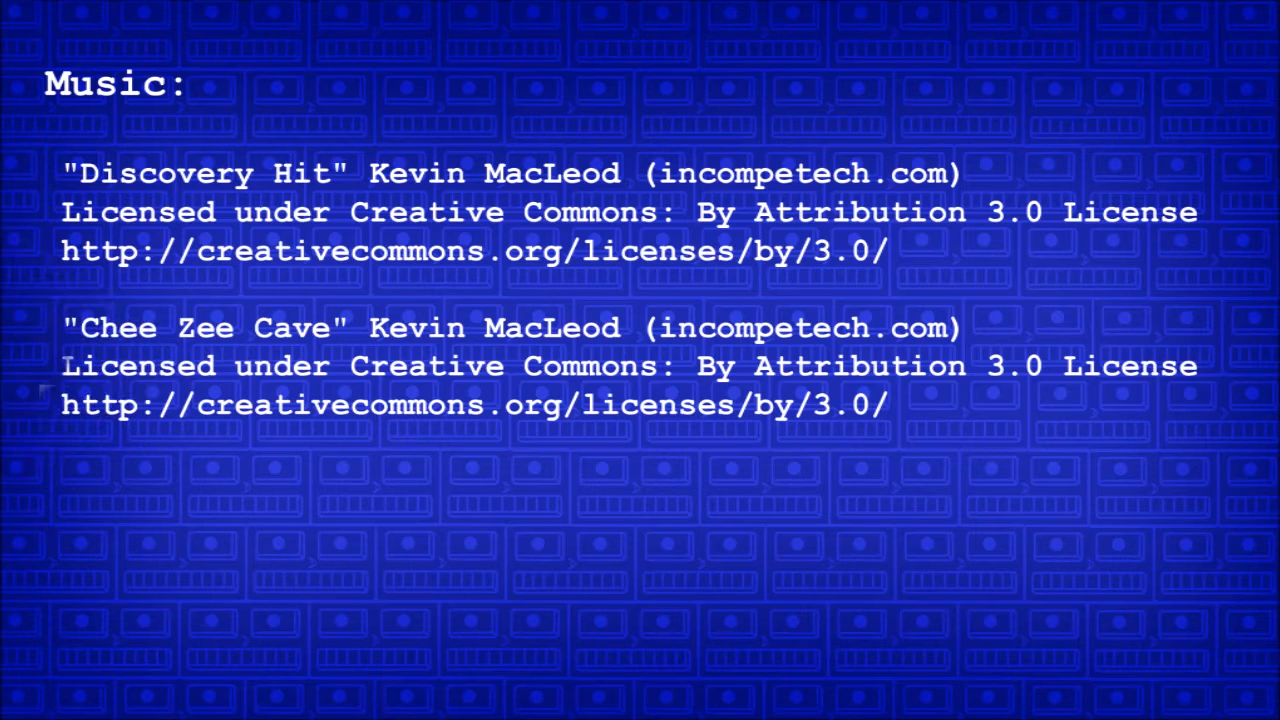 Music:
"Discovery Hit" Kevin MacLeod (incompetech.com)
Licensed under Creative Commons: By Attribution 3.0 License
http://creativecommons.org/licenses/by/3.0/
"Chee Zee Cave" Kevin MacLeod (incompetech.com)
Licensed under Creative Commons: By Attribution 3.0 License
http://creativecommons.org/licenses/by/3.0/